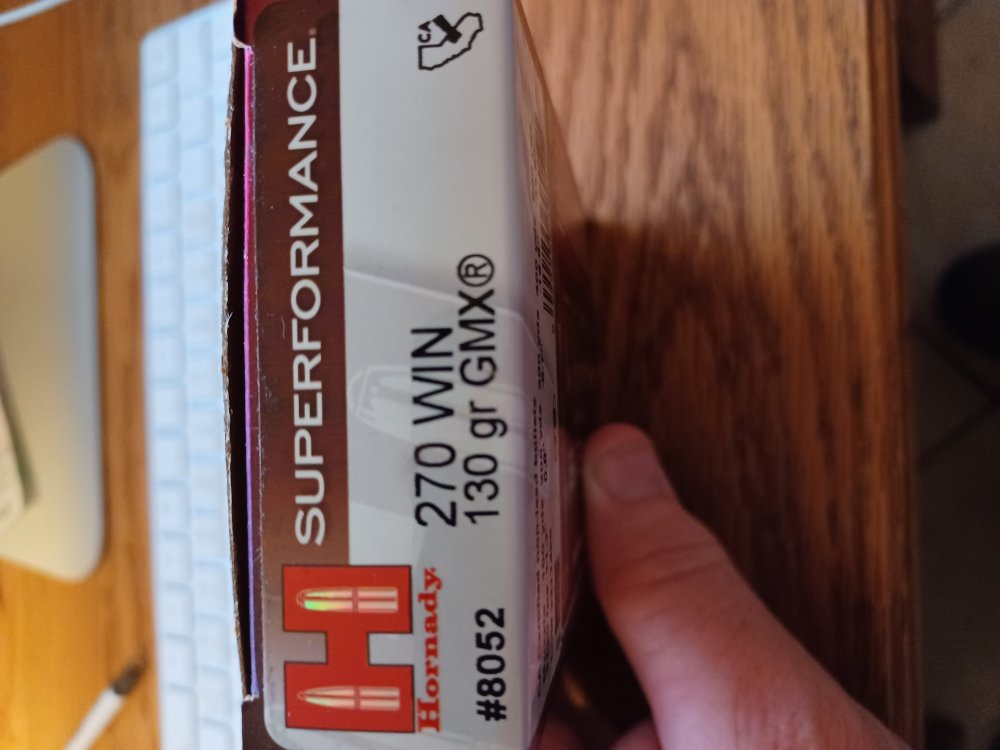 SUPERFORMANCE.
CA
270 WIN
130 gr GMX®
Hornady.
#8052